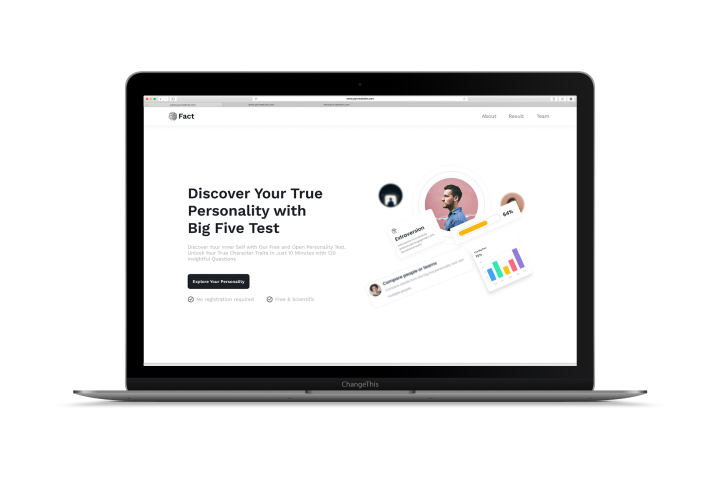 Fact
About Result Team
Discover Your True
Personality with
Big Five Test
Discover Your Inner Self with Our Free and Open Personality Test,
Unlock Your True Character Traits in Just 10 Minutes with 120
Insightful Questions
Explore Your Personality
No registration required Free & Scientific
64%
Extraversion
Compare people or teams
ChangeThis